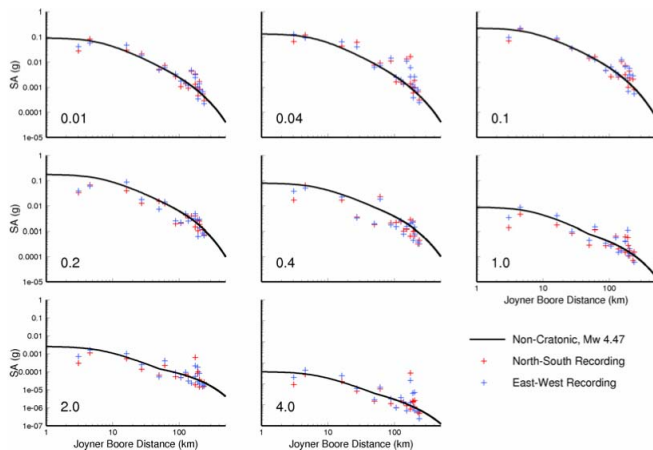 1
0.1
0.01
0.001
0.0001
1e-05
SA (g)
0.01
0.04
0.1
1
0.1
0.01
0.001
0.0001
1e-05
SA (g)
0.2
0.4
1.0
1 10 100
Joyner Boore Distance (km)
1
0.1
0.01
0.001
0.0001
1e-05
1e-06
1e-07
SA (g)
2.0
4.0
1 10 100
Joyner Boore Distance (km)
1 10 100
Joyner Boore Distance (km)
Non-Cratonic, Mw 4.47
North-South Recording
East-West Recording